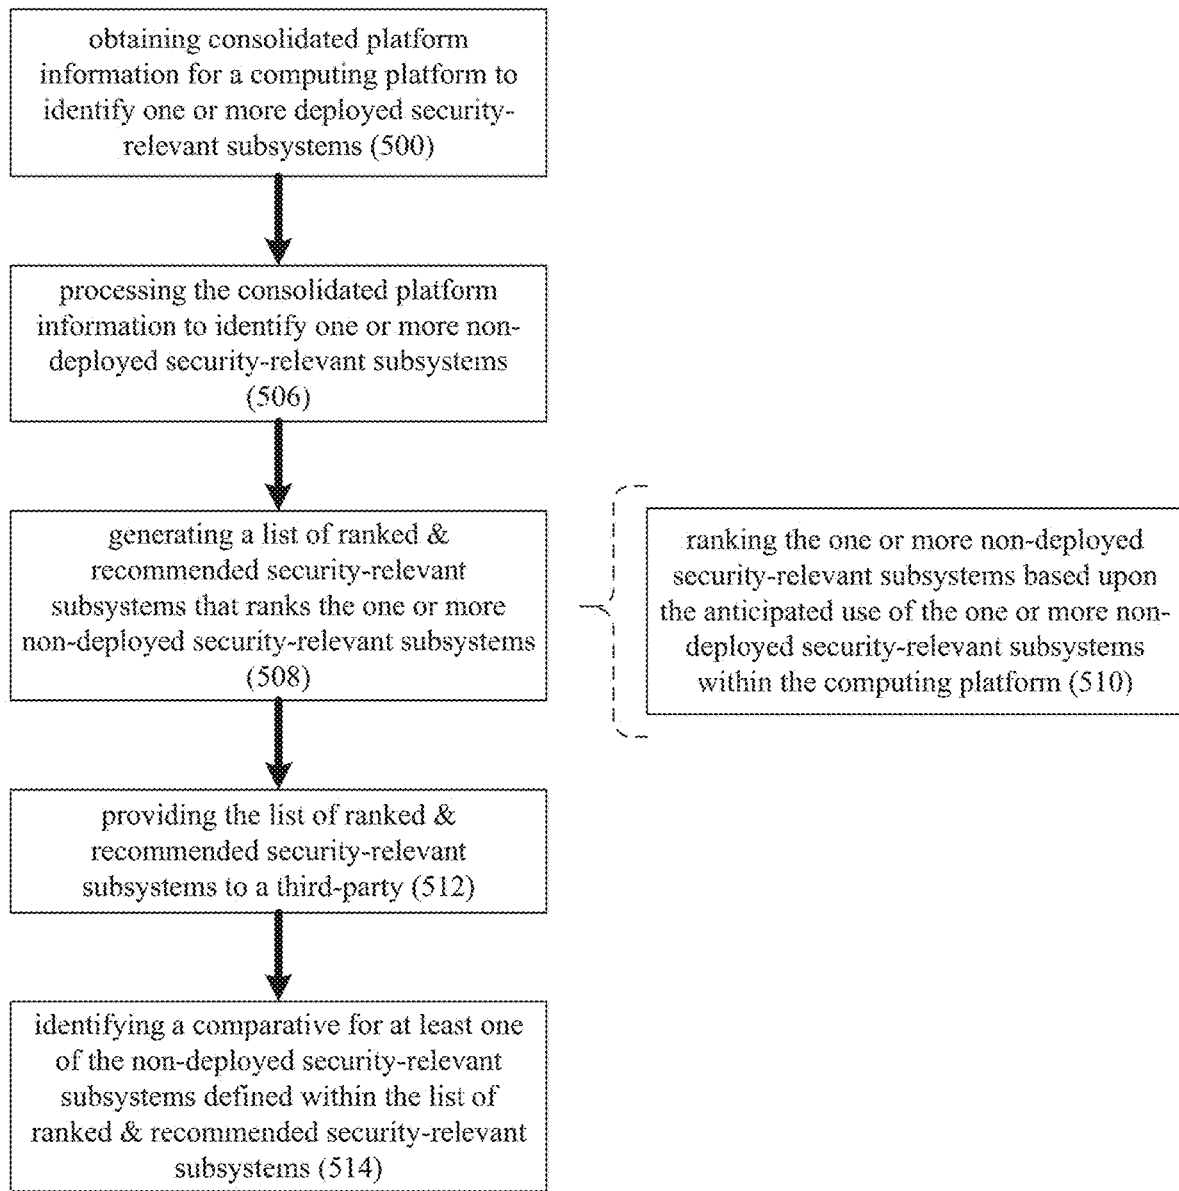 obtaining consolidated platform
information for a computing platform to
identify one or more deployed security-
relevant subsystems (500)
processing the consolidated platform
information to identify one or more non-
deployed security-relevant subsystems
(506)
generating a list of ranked &
recommended security-relevant
subsystems that ranks the one or more
non-deployed security-relevant subsystems
(508)
ranking the one or more non-deployed
security-relevant subsystems based upon
the anticipated use of the one or more non-
deployed security-relevant subsystems
within the computing platform (510)
providing the list of ranked &
recommended security-relevant
subsystems to a third-party (512)
identifying a comparative for at least one
of the non-deployed security-relevant
subsystems defined within the list of
ranked & recommended security-relevant
subsystems (514)